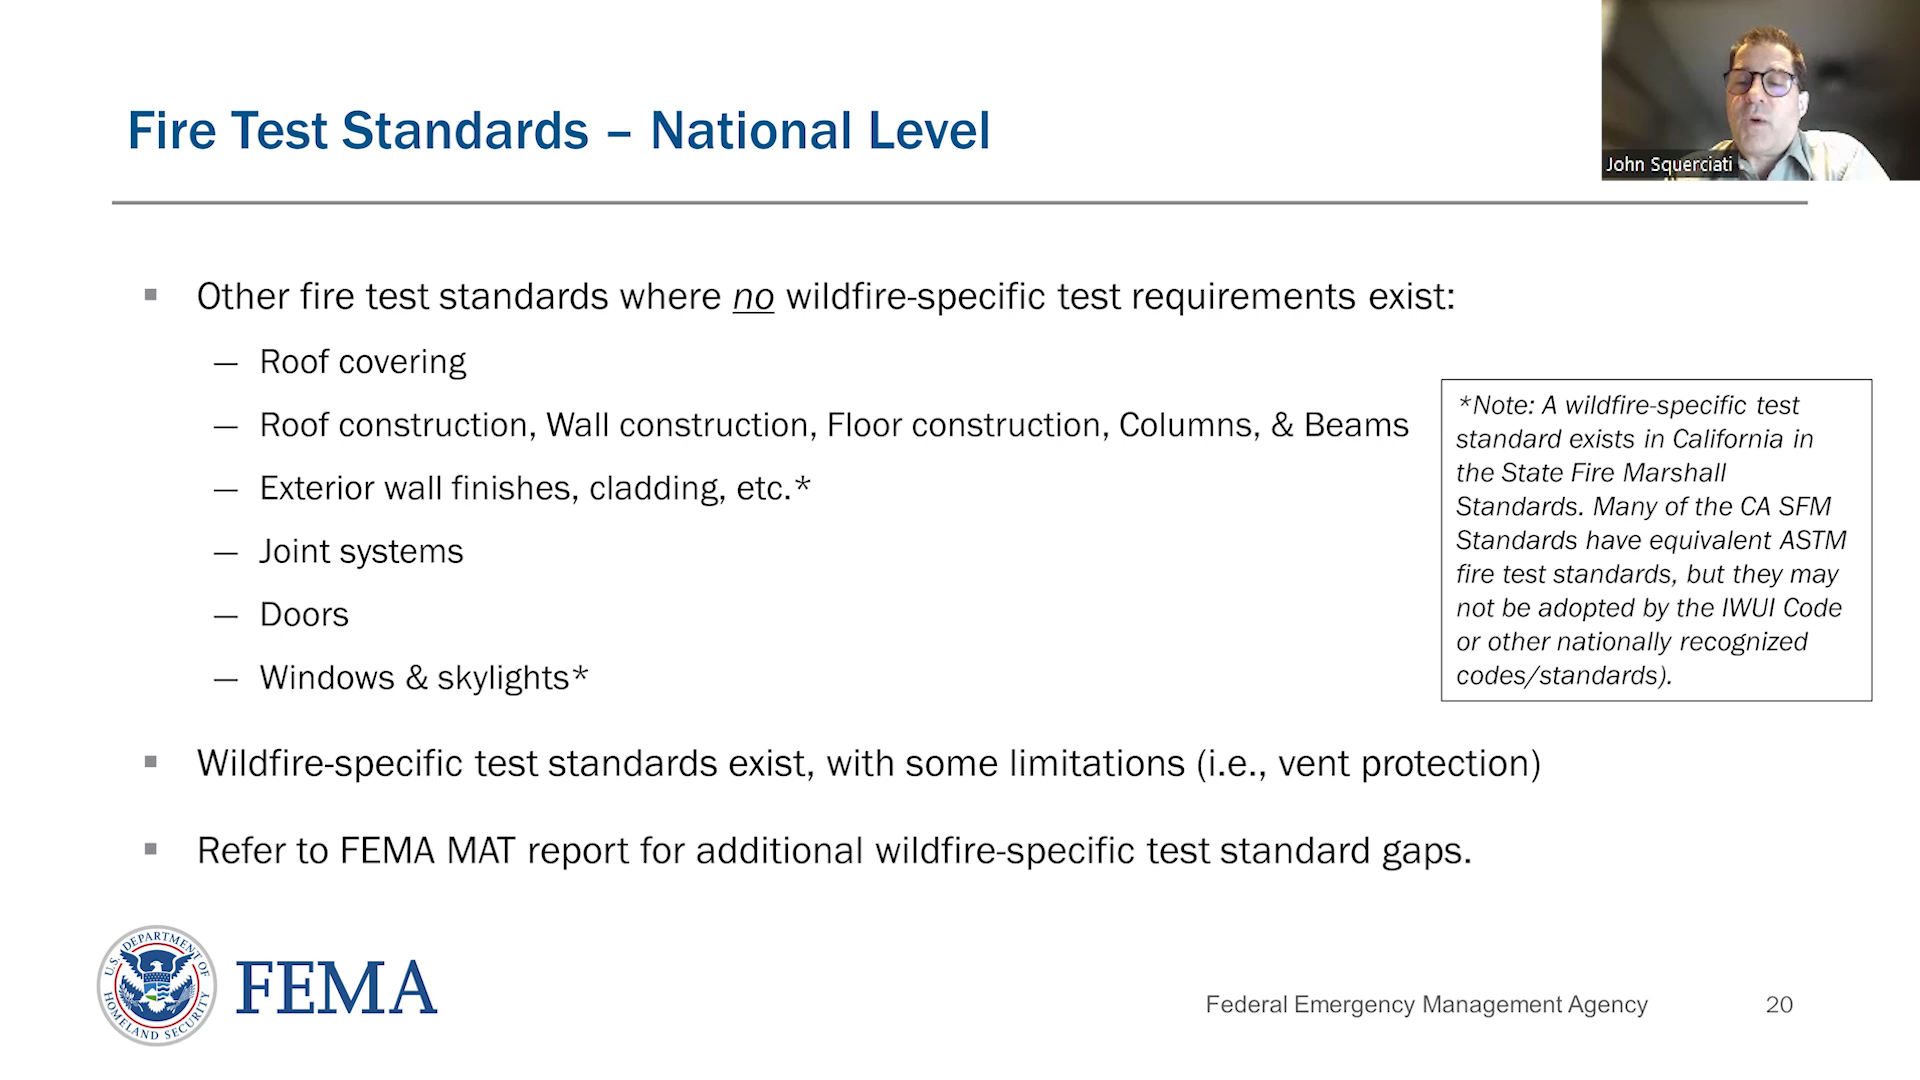 Fire Test Standards – National Level
John Squerciati
▪ Other fire test standards where no wildfire-specific test requirements exist:
— Roof covering
— Roof construction, Wall construction, Floor construction, Columns, & Beams
— Exterior wall finishes, cladding, etc.*
— Joint systems
— Doors
— Windows & skylights*
*Note: A wildfire-specific test
standard exists in California in
the State Fire Marshall
Standards. Many of the CA SFM
Standards have equivalent ASTM
fire test standards, but they may
not be adopted by the IWUI Code
or other nationally recognized
codes/standards).
▪ Wildfire-specific test standards exist, with some limitations (i.e., vent protection)
▪ Refer to FEMA MAT report for additional wildfire-specific test standard gaps.
U.S. DEPARTMENT OF
HOMELAND SECURITY
FEMA
Federal Emergency Management Agency
20